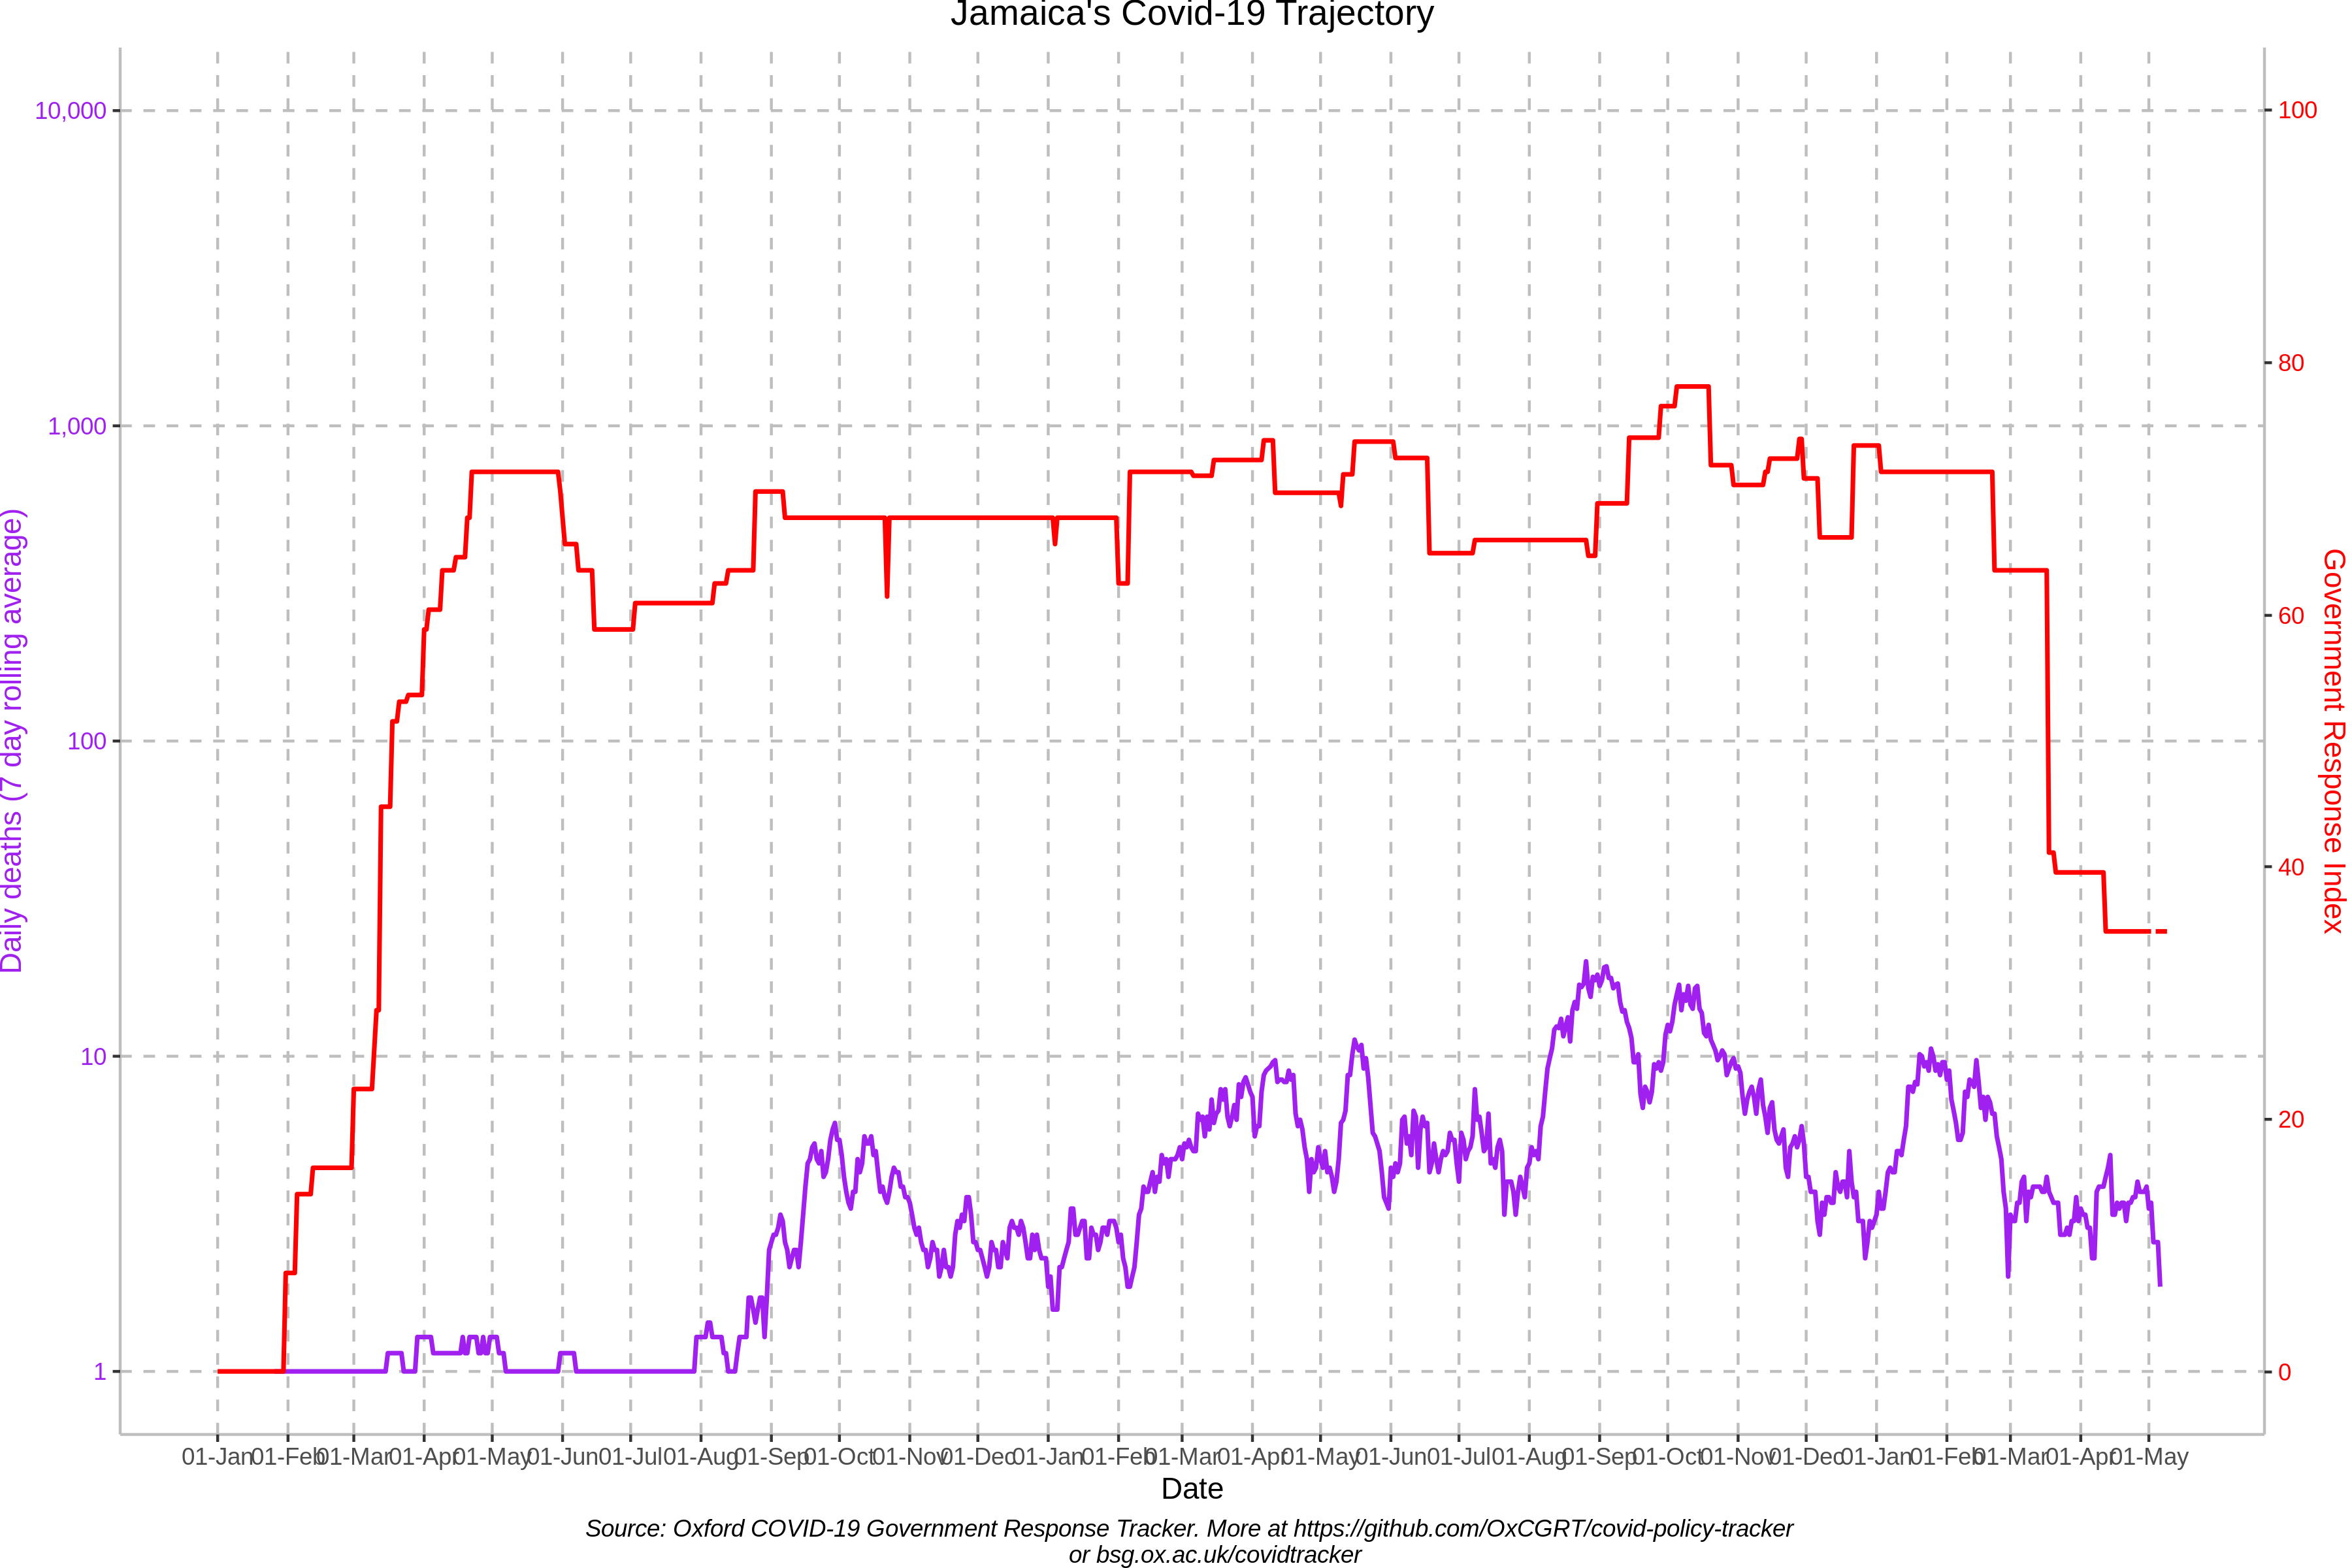 Jamaica's Covid-19 Trajectory
10,000
1,000
100
10
1
Daily deaths (7 day rolling average)
100
80
60
40
20
0
Government Response Index
01-Jan 01-Feb 01-Mar 01-Apr 01-May 01-Jun 01-Jul 01-Aug 01-Sep 01-Oct 01-Nov 01-Dec 01-Jan 01-Feb 01-Mar 01-Apr 01-May 01-Jun 01-Jul 01-Aug 01-Sep 01-Oct 01-Nov 01-Dec 01-Jan 01-Feb 01-Mar 01-Apr 01-May
Date
Source: Oxford COVID-19 Government Response Tracker. More at https://github.com/OxCGRT/covid-policy-tracker
or bsg.ox.ac.uk/covidtracker